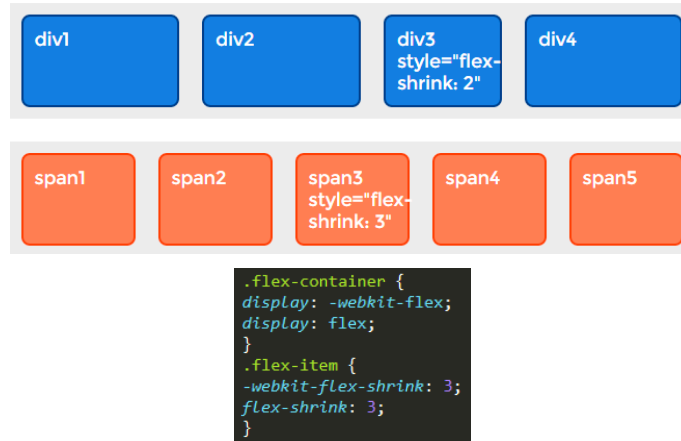 div1
div2
div3
style="flex-
shrink: 2"
div4
span1
span2
span3
style="flex-
shrink: 3"
span4
span5
.flex-container {
display: -webkit-flex;
display: flex;
}
.flex-item {
-webkit-flex-shrink: 3;
flex-shrink: 3;
}